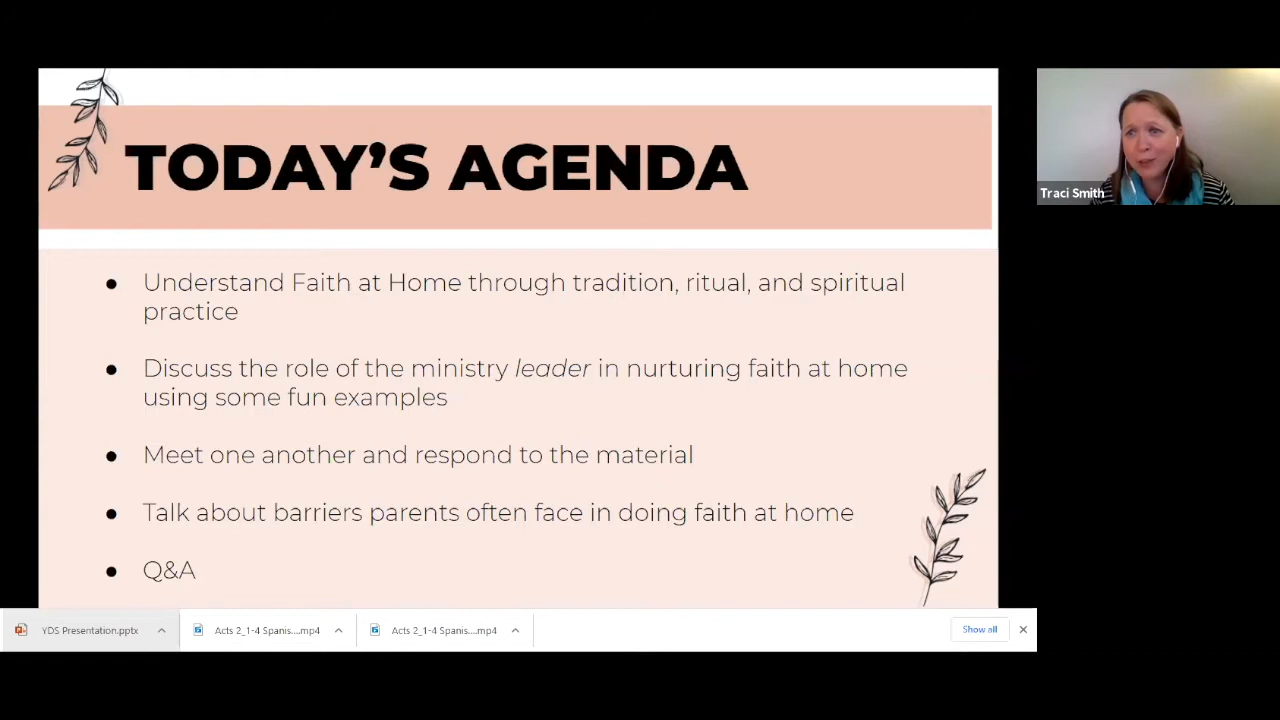 TODAY’S AGENDA
Traci Smith
● Understand Faith at Home through tradition, ritual, and spiritual
practice
● Discuss the role of the ministry leader in nurturing faith at home
using some fun examples
● Meet one another and respond to the material
● Talk about barriers parents often face in doing faith at home
● Q&A
YDS Presentation.pptx
Acts 2_1-4 Spanis....mp4
Acts 2_1-4 Spanis....mp4
Show all